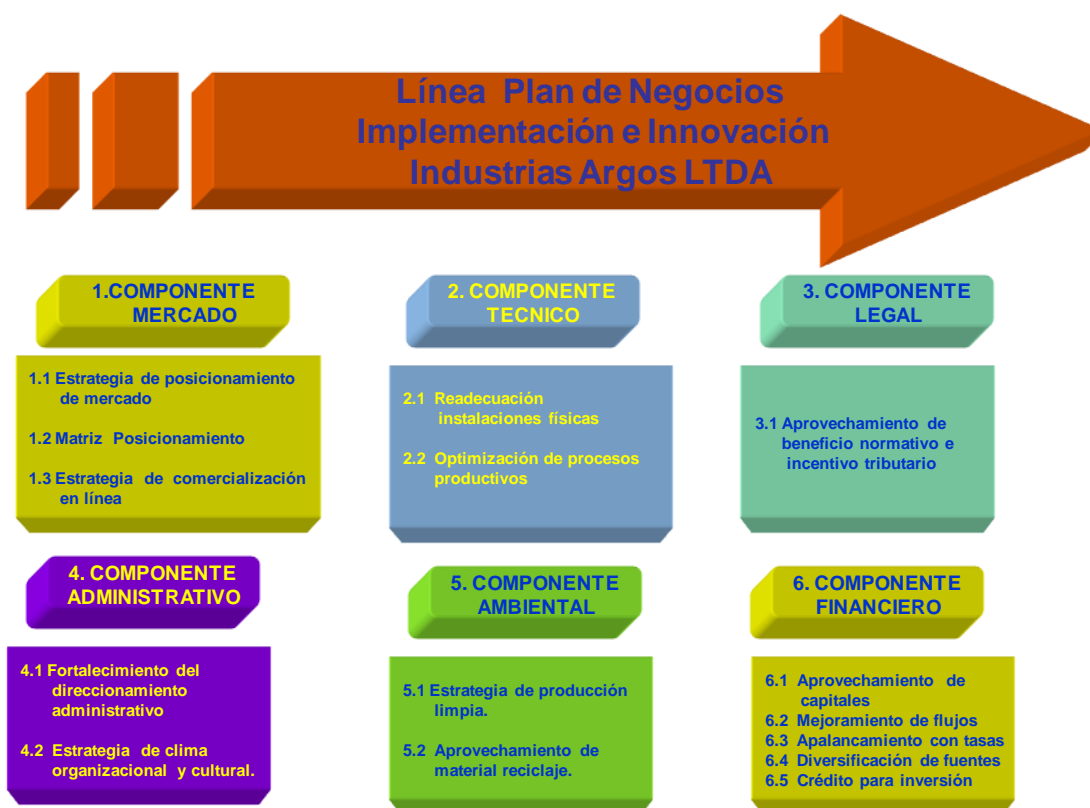 Línea Plan de Negocios
Implementación e Innovación
Industrias Argos LTDA
1.COMPONENTE
MERCADO
1.1 Estrategia de posicionamiento
de mercado
1.2 Matriz Posicionamiento
1.3 Estrategia de comercialización
en línea
2. COMPONENTE
TECNICO
2.1 Readecuación
instalaciones físicas
2.2 Optimización de procesos
productivos
3. COMPONENTE
LEGAL
3.1 Aprovechamiento de
beneficio normativo e
incentivo tributario
4. COMPONENTE
ADMINISTRATIVO
4.1 Fortalecimiento del
direccionamiento
administrativo
4.2 Estrategia de clima
organizacional y cultural.
5. COMPONENTE
AMBIENTAL
5.1 Estrategia de producción
limpia.
5.2 Aprovechamiento de
material reciclaje.
6. COMPONENTE
FINANCIERO
6.1 Aprovechamiento de
capitales
6.2 Mejoramiento de flujos
6.3 Apalancamiento con tasas
6.4 Diversificación de fuentes
6.5 Crédito para inversión